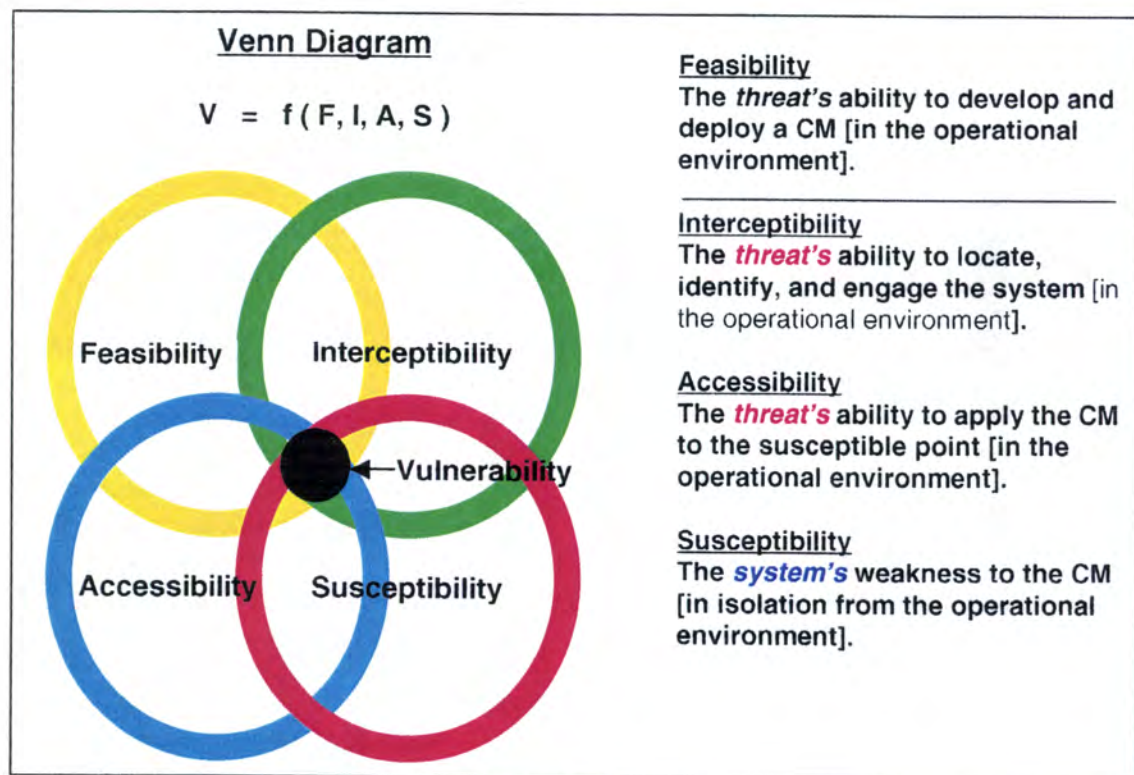 Venn Diagram
V = f ( F, I, A, S )
Feasibility
Interceptibility
Vulnerability
Accessibility
Susceptibility
Feasibility
The threat's ability to develop and
deploy a CM [in the operational
environment].
Interceptibility
The threat's ability to locate,
identify, and engage the system [in
the operational environment].
Accessibility
The threat's ability to apply the CM
to the susceptible point [in the
operational environment].
Susceptibility
The system's weakness to the CM
[in isolation from the operational
environment].